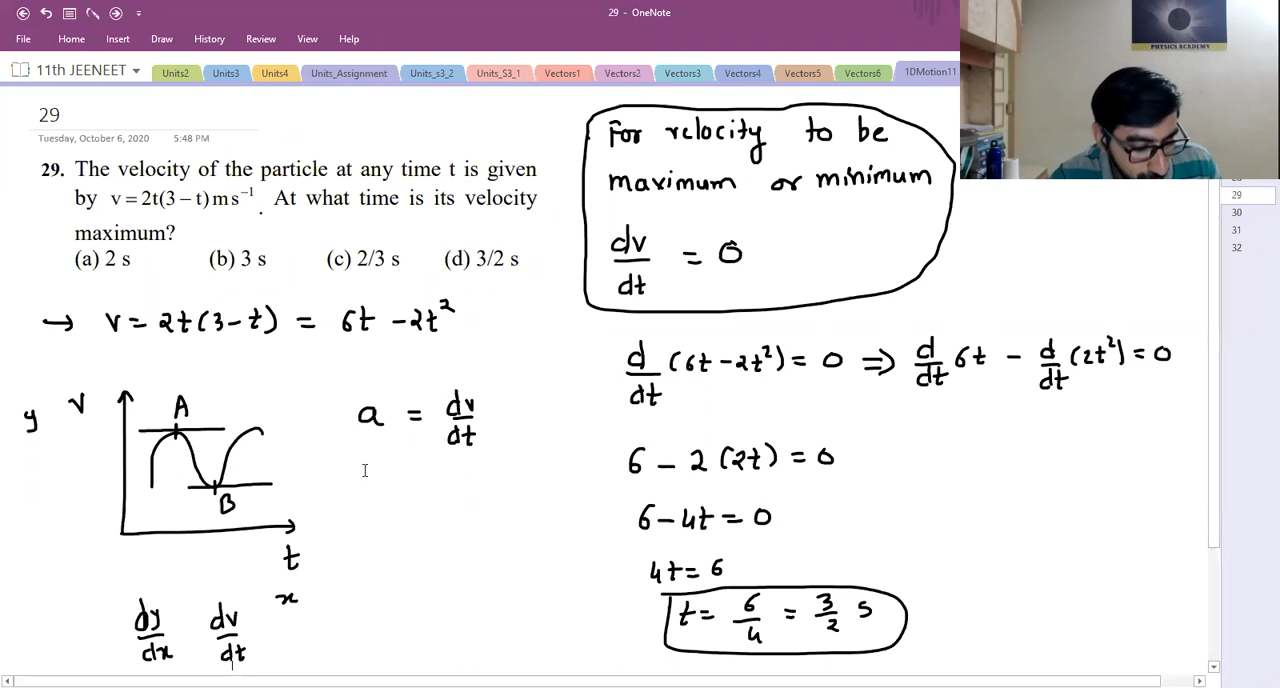 29 - OneNote
File Home Insert Draw History Review View Help
11th JEENEET Units2 Units3 Units4 Units_Assignment Units_s3_2 Units_S3_1 Vectors1 Vectors2 Vectors3 Vectors4 Vectors5 Vectors6 1DMotion11
PHYSICS ACADEMY
29
Tuesday, October 6, 2020 5:48 PM
29. The velocity of the particle at any time t is given
by v = 2t(3 − t) m s⁻¹. At what time is its velocity
maximum?
(a) 2 s (b) 3 s (c) 2/3 s (d) 3/2 s
→ v = 2t(3-t) = 6t - 2t²
y v A B t x
a = dv/dt
dy/dx dv/dt
For velocity to be
maximum or minimum
dv/dt = 0
d/dt (6t-2t²) = 0 ⇒ d/dt 6t - d/dt (2t²) = 0
6 - 2(2t) = 0
6-4t = 0
4t = 6
t = 6/4 = 3/2 s
29
30
31
32